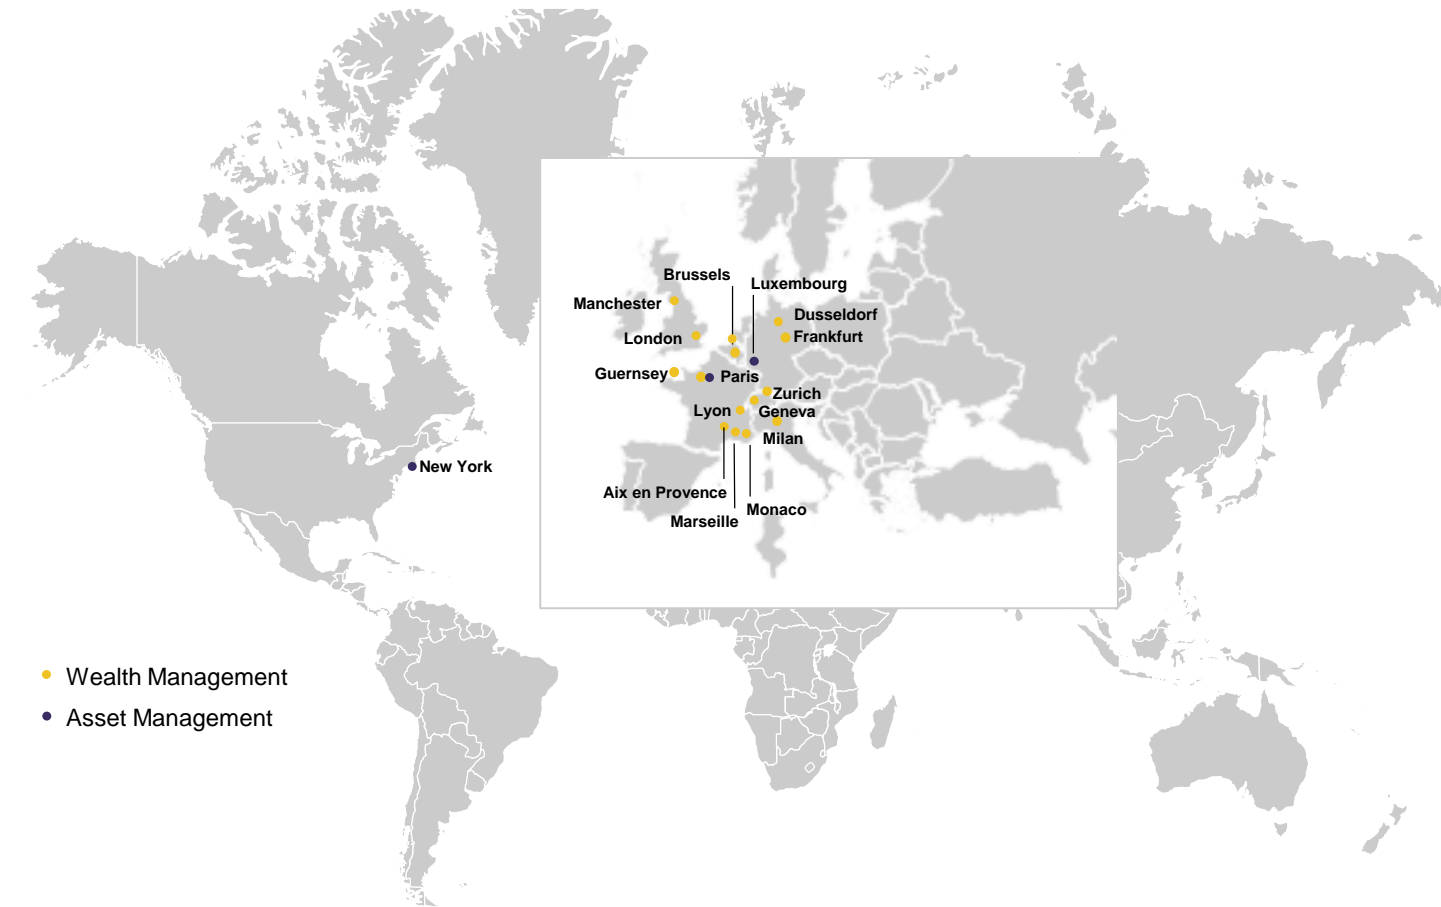 Brussels
Luxembourg
Manchester
Dusseldorf
London
Frankfurt
Guernsey
Paris
Zurich
Lyon
Geneva
Milan
New York
Aix en Provence
Monaco
Marseille
Wealth Management
Asset Management